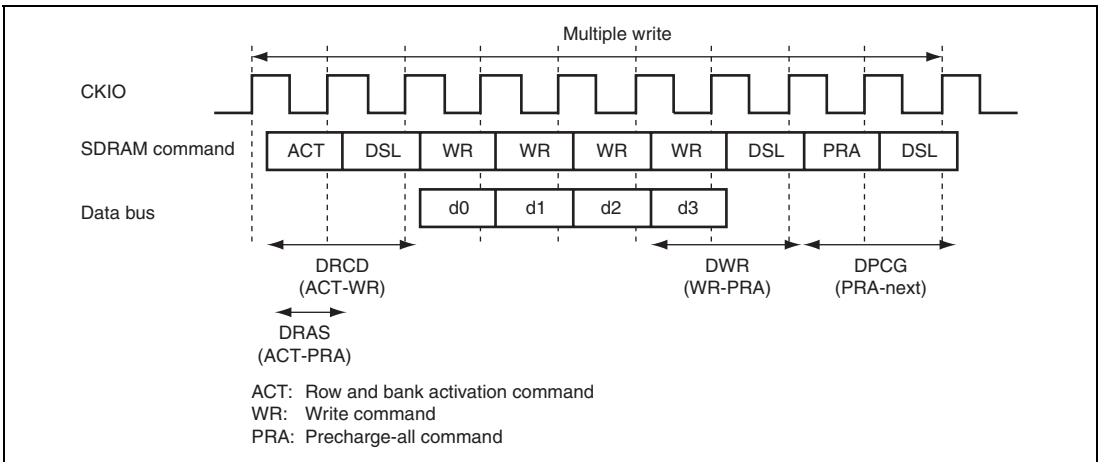 Multiple write
CKIO
SDRAM command
ACT DSL WR WR WR WR DSL PRA DSL
Data bus
d0 d1 d2 d3
DRCD
(ACT-WR)
DWR
(WR-PRA)
DPCG
(PRA-next)
DRAS
(ACT-PRA)
ACT: Row and bank activation command
WR: Write command
PRA: Precharge-all command